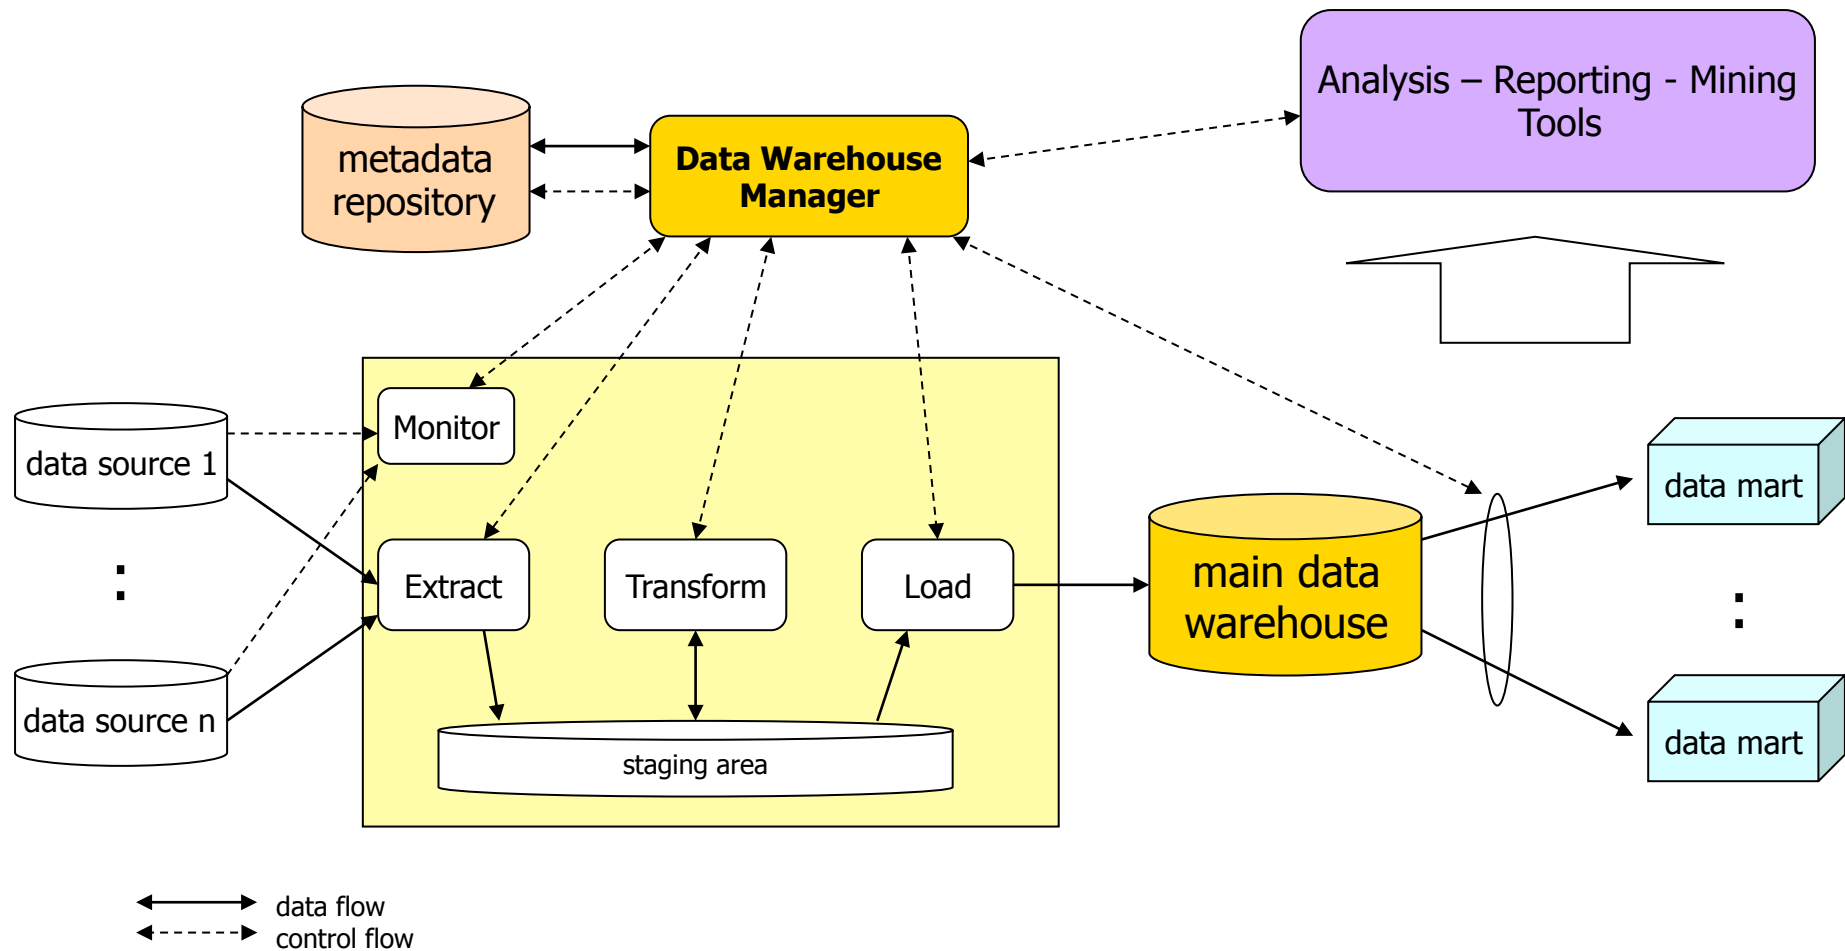 Analysis – Reporting - Mining
Tools
metadata
repository
Data Warehouse
Manager
Monitor
data source 1
data mart
:
Extract
Transform
Load
main data
warehouse
:
data source n
staging area
data mart
data flow
control flow